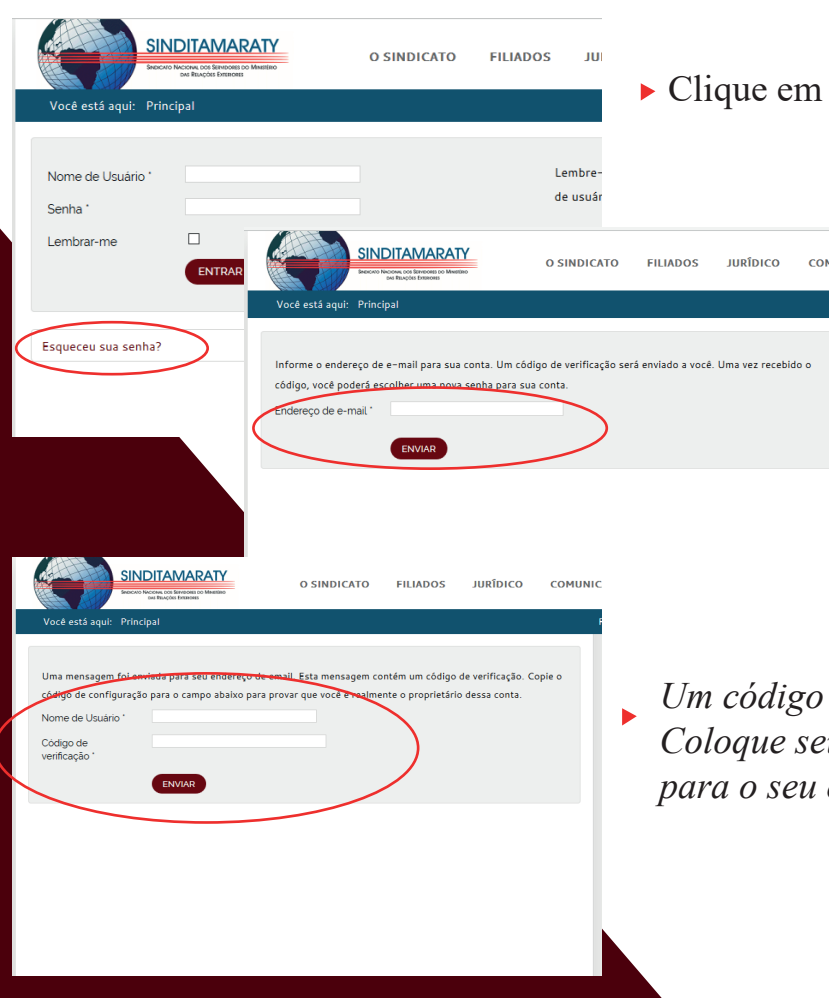 SINDITAMARATY
Sindicato Nacional dos Servidores do Ministério
das Relações Exteriores
O SINDICATO FILIADOS
Você está aqui: Principal
Nome de Usuário *
Senha *
Lembrar-me
ENTRAR
Lembre-
de usuár
Esqueceu sua senha?
Clique em
SINDITAMARATY
Sindicato Nacional dos Servidores do Ministério
das Relações Exteriores
O SINDICATO FILIADOS JURÍDICO
Você está aqui: Principal
Informe o endereço de e-mail para sua conta. Um código de verificação será enviado a você. Uma vez recebido o
código, você poderá escolher uma nova senha para sua conta.
Endereço de e-mail *
ENVIAR
SINDITAMARATY
Sindicato Nacional dos Servidores do Ministério
das Relações Exteriores
O SINDICATO FILIADOS JURÍDICO COMUNIC
Você está aqui: Principal
Uma mensagem foi enviada para seu endereço de email. Esta mensagem contém um código de verificação. Copie o
código de configuração para o campo abaixo para provar que você é realmente o proprietário dessa conta.
Nome de Usuário *
Código de
verificação *
ENVIAR
Um código
Coloque
para o seu